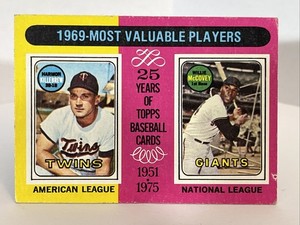 1969-MOST VALUABLE PLAYERS
HARMON
KILLEBREW
3B-1B
Twins
TWINS
AMERICAN LEAGUE
25
YEARS
OF
TOPPS
BASEBALL
CARDS
1951
1975
WILLIE
McCOVEY
GIANTS
NATIONAL LEAGUE